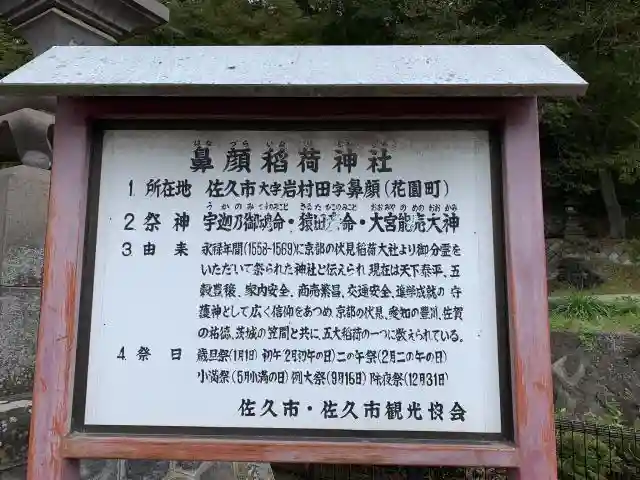 はなづらいなりじんじゃ
鼻顔稲荷神社
1 所在地 佐久市大字岩村田字鼻顔(花園町)
2 祭神 宇迦乃御魂命・猿田彦命・大宮能売大神
3 由来 永禄年間(1558-1569)に京都の伏見稲荷大社より御分霊を
いただいて祭られた神社と伝えられ、現在は天下泰平、五
穀豊穣、家内安全、商売繁昌、交通安全、進学成就の守
護神として広く信仰をあつめ、京都の伏見、愛知の豊川、佐賀
の祐徳、茨城の笠間と共に、五大稲荷の一つに数えられている。
4 祭日 歳旦祭(1月1日) 初午2月初午の日)二の午祭(2月二の午の日)
小満祭(5月小満の日) 例大祭(9月16日) 除夜祭(12月31日)
佐久市・佐久市観光協会